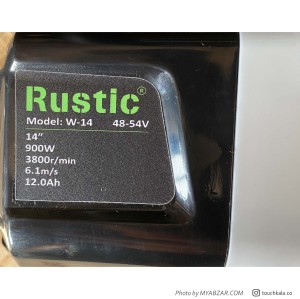 Rustic®
Model: W-14 48-54V
14"
900W
3800r/min
6.1m/s
12.0Ah
Photo by MYABZAR.COM touchkala.co